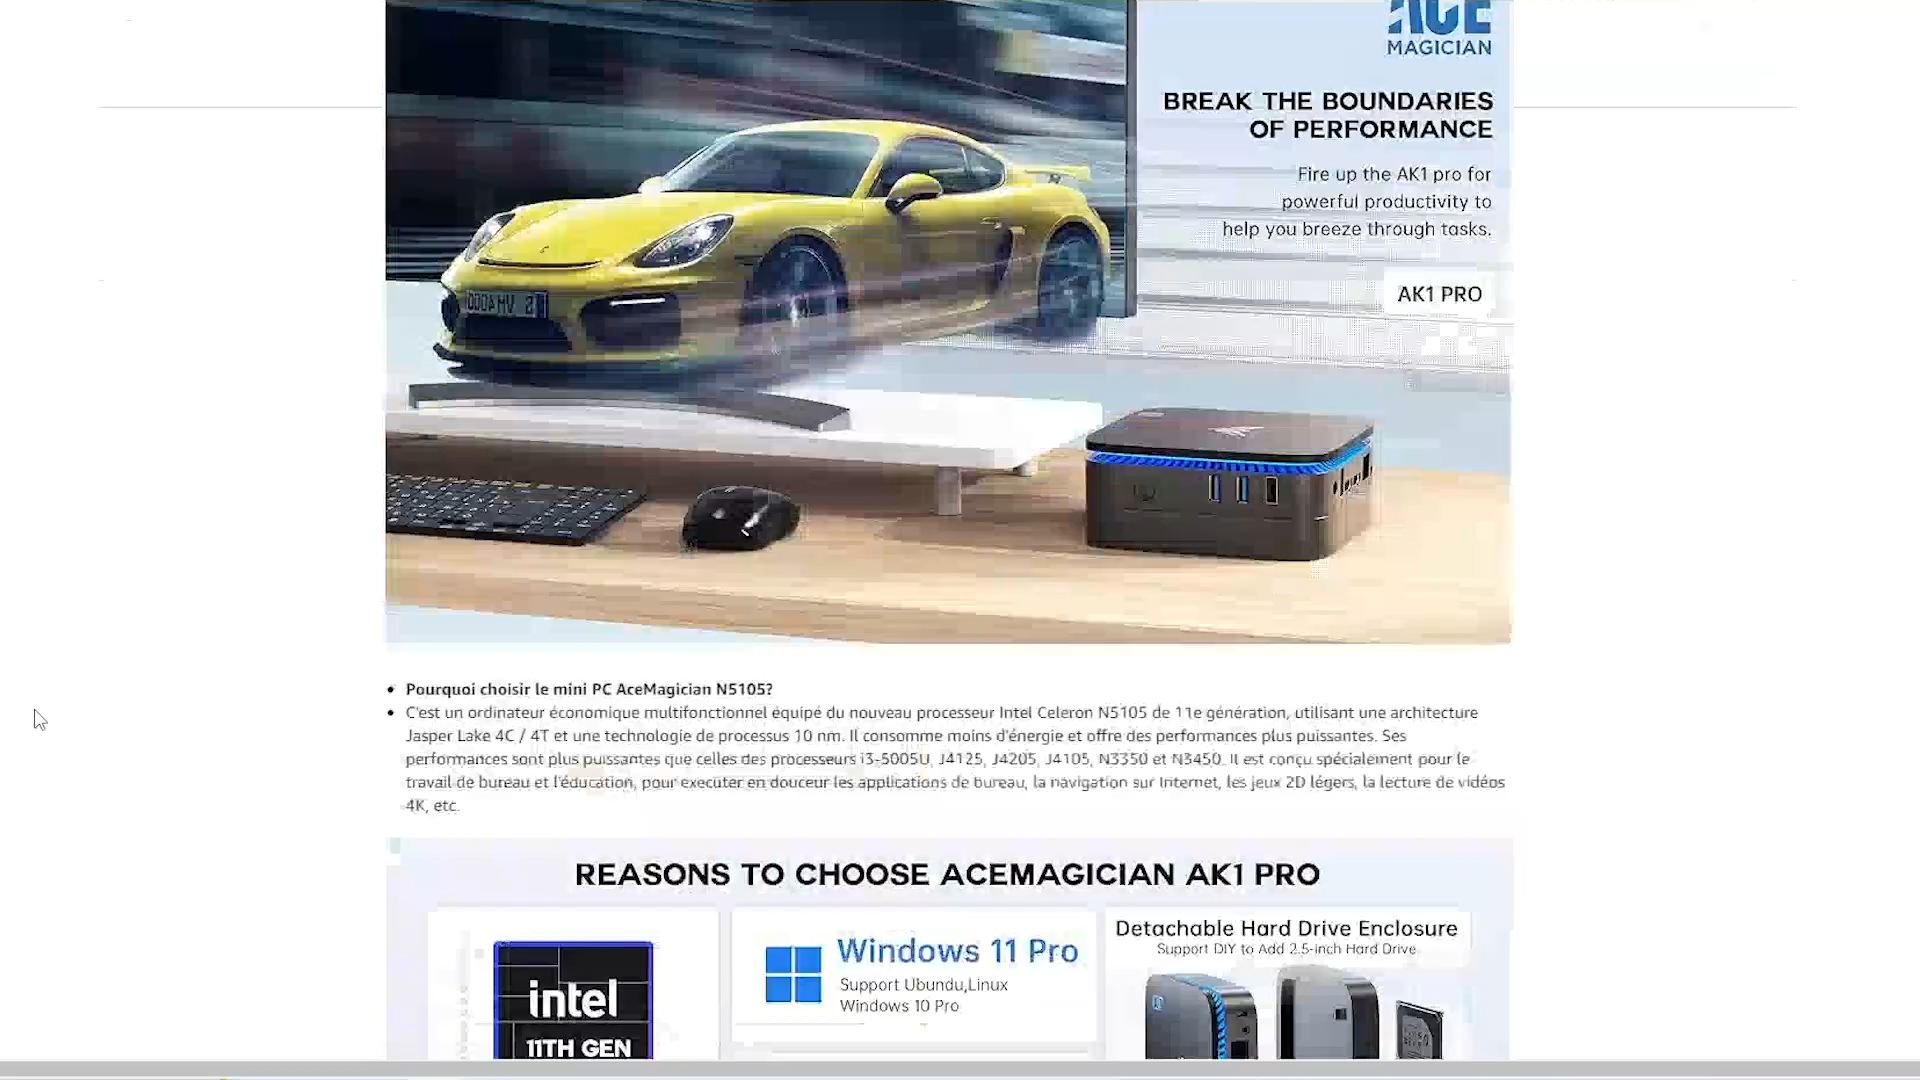 ACE
MAGICIAN
BREAK THE BOUNDARIES
OF PERFORMANCE
Fire up the AK1 pro for
powerful productivity to
help you breeze through tasks.
AK1 PRO
Pourquoi choisir le mini PC AceMagician N5105?
C'est un ordinateur économique multifonctionnel équipé du nouveau processeur Intel Celeron N5105 de 11e génération, utilisant une architecture
Jasper Lake 4C / 4T et une technologie de processus 10 nm. Il consomme moins d'énergie et offre des performances plus puissantes. Ses
performances sont plus puissantes que celles des processeurs i3-5005U, J4125, J4205, J4105, N3350 et N3450. Il est conçu spécialement pour le
travail de bureau et l'éducation, pour exécuter en douceur les applications de bureau, la navigation sur Internet, les jeux 2D légers, la lecture de vidéos
4K, etc.
REASONS TO CHOOSE ACEMAGICIAN AK1 PRO
intel
11TH GEN
Windows 11 Pro
Support Ubundu,Linux
Windows 10 Pro
Detachable Hard Drive Enclosure
Support DIY to Add 2.5-inch Hard Drive